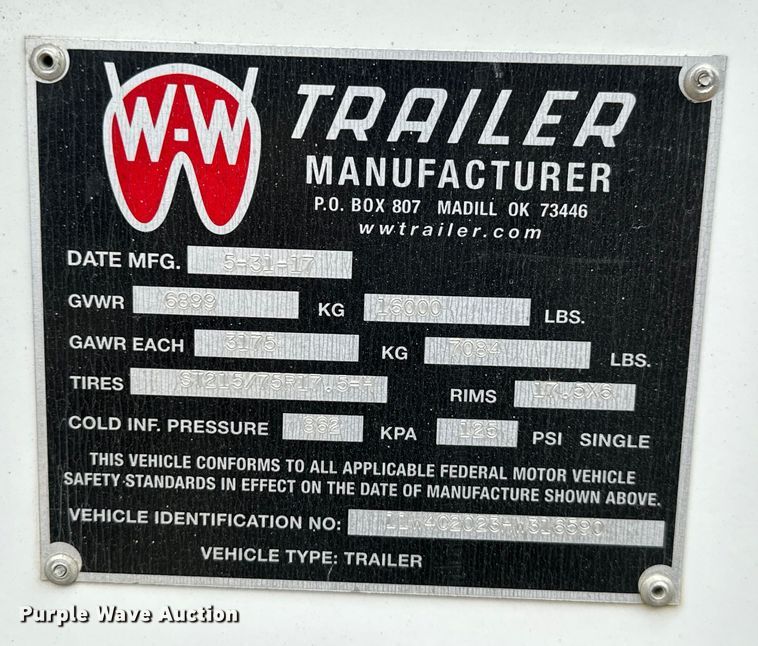 W-W TRAILER
MANUFACTURER
P.O. BOX 807 MADILL OK 73446
wwtrailer.com
DATE MFG. 5-31-17
GVWR 6899 KG 16000 LBS.
GAWR EACH 3175 KG 7084 LBS.
TIRES ST215/75R17.5-H RIMS 17.5X6
COLD INF. PRESSURE 862 KPA 125 PSI SINGLE
THIS VEHICLE CONFORMS TO ALL APPLICABLE FEDERAL MOTOR VEHICLE
SAFETY STANDARDS IN EFFECT ON THE DATE OF MANUFACTURE SHOWN ABOVE.
VEHICLE IDENTIFICATION NO:
VEHICLE TYPE: TRAILER
Purple Wave Auction